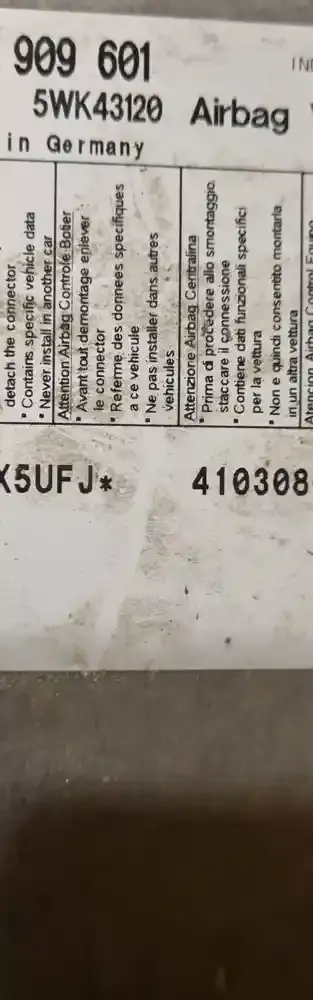 909 601
IN
5WK43120 Airbag
in Germany
detach the connector
* Contains specific vehicle data
* Never install in another car
Attention Airbag Controle Botier
* Avant tout demontage enlever
le connector
* Referme des donnees specifiques
a ce vehicule
* Ne pas installer dans autres
vehicules
Attenzione Airbag Centralina
* Prima di procedere allo smontaggio
staccare il connessione
* Contiene dati funzionali specifici
per la vettura
* Non e quindi consentito montarla
in un altra vettura
X5UFJ*
410308